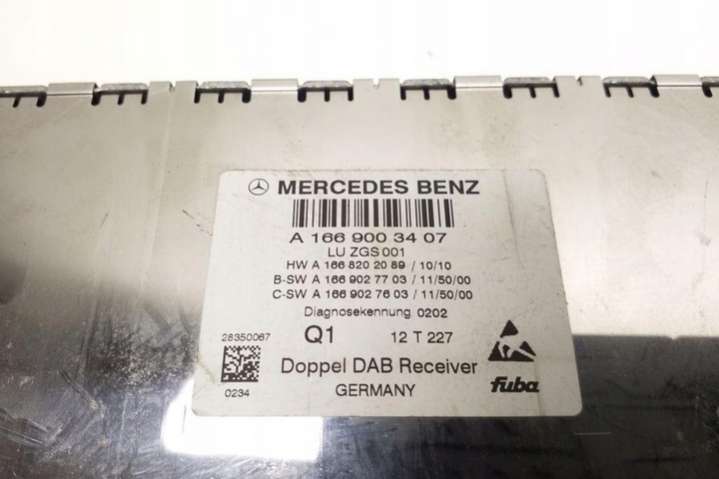 MERCEDES BENZ
A 166 900 34 07
LU ZGS 001
HW A 166 820 20 89 / 10/10
B-SW A 166 902 77 03 / 11/50/00
C-SW A 166 902 76 03 / 11/50/00
Diagnosekennung 0202
28350067 Q1 12 T 227
Doppel DAB Receiver
0234 GERMANY fuba